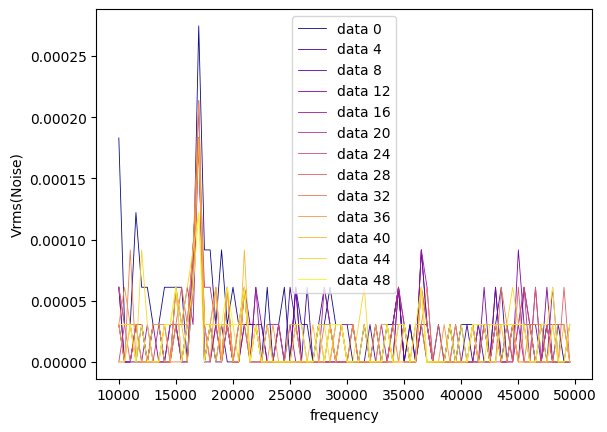 0.00025
0.00020
0.00015
0.00010
0.00005
0.00000
Vrms(Noise)
data 0
data 4
data 8
data 12
data 16
data 20
data 24
data 28
data 32
data 36
data 40
data 44
data 48
10000 15000 20000 25000 30000 35000 40000 45000 50000
frequency